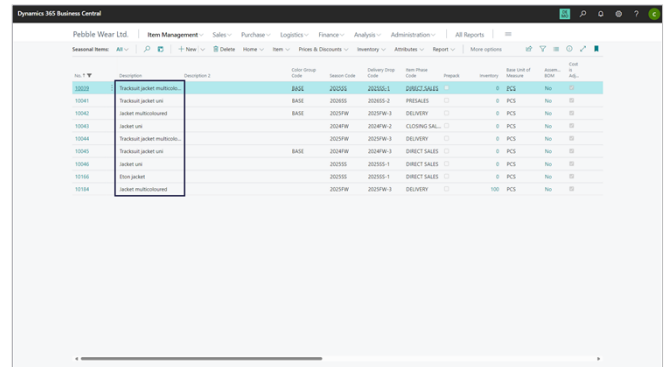 Dynamics 365 Business Central
Pebble Wear Ltd. Item Management Sales Purchase Logistics Finance Analysis Administration All Reports
Seasonal Items: All + New Delete Home Item Prices & Discounts Inventory Attributes Report More options
No. Description Description 2 Color Group Code Season Code Delivery Drop Code Item Phase Code Prepack Inventory Base Unit of Measure Assem... BOM Cost is Adj...
10039 Tracksuit jacket multicolo... BASE 2025SS 2025SS-1 DIRECT SALES 0 PCS No
10041 Tracksuit jacket uni BASE 2026SS 2026SS-2 PRESALES 0 PCS No
10042 Jacket multicoloured BASE 2025FW 2025FW-3 DELIVERY 0 PCS No
10043 Jacket uni 2024FW 2024FW-2 CLOSING SAL... 0 PCS No
10044 Tracksuit jacket multicolo... 2025FW 2025FW-3 DELIVERY 0 PCS No
10045 Tracksuit jacket uni BASE 2024FW 2024FW-3 DIRECT SALES 0 PCS No
10046 Jacket uni 2025SS 2025SS-1 DIRECT SALES 0 PCS No
10166 jacket 2025SS 2025SS-1 DIRECT SALES 0 PCS No
10184 Jacket multicoloured 2025FW 2025FW-3 DELIVERY 100 PCS No